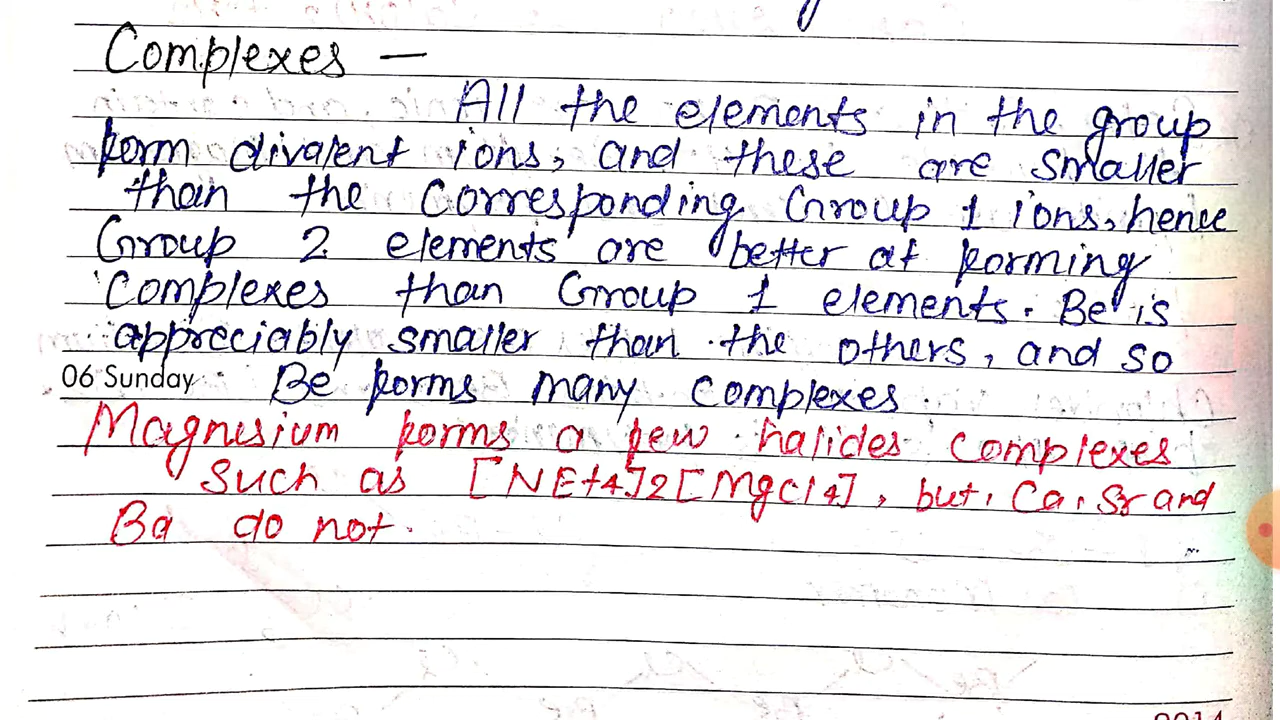 Complexes —
All the elements in the group
form divalent ions, and these are smaller
than the corresponding Group 1 ions, hence
Group 2 elements are better at forming
Complexes than Group 1 elements. Be is
appreciably smaller than the others, and so
06 Sunday Be forms many complexes.
Magnesium forms a few halides complexes
Such as [NEt4]2[MgCl4], but, Ca, Sr and
Ba do not.